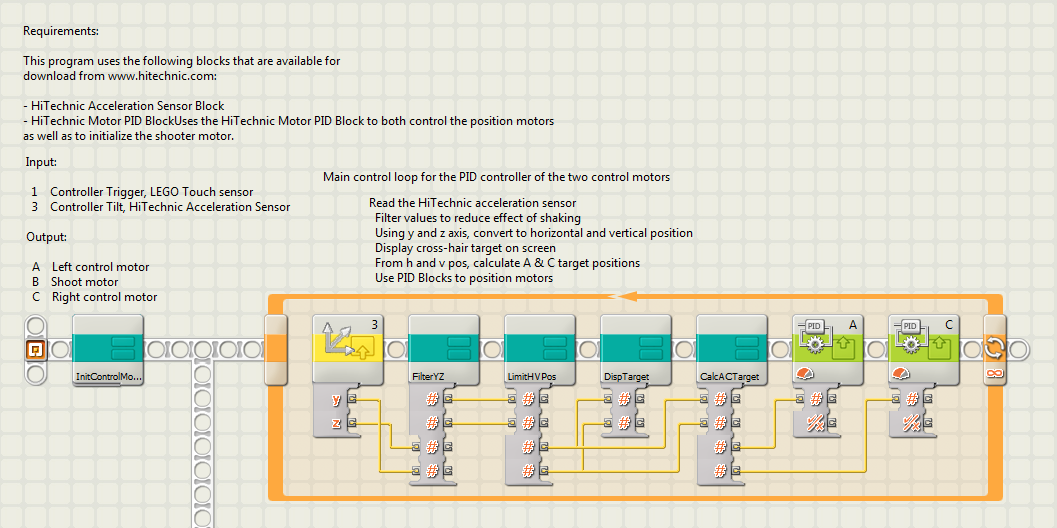 Requirements:
This program uses the following blocks that are available for
download from www.hitechnic.com:
- HiTechnic Acceleration Sensor Block
- HiTechnic Motor PID BlockUses the HiTechnic Motor PID Block to both control the position motors
as well as to initialize the shooter motor.
Input:
1 Controller Trigger, LEGO Touch sensor
3 Controller Tilt, HiTechnic Acceleration Sensor
Output:
A Left control motor
B Shoot motor
C Right control motor
Main control loop for the PID controller of the two control motors
Read the HiTechnic acceleration sensor
Filter values to reduce effect of shaking
Using y and z axis, convert to horizontal and vertical position
Display cross-hair target on screen
From h and v pos, calculate A & C target positions
Use PID Blocks to position motors
InitControlMo...
3
FilterYZ
LimitHVPos
DispTarget
CalcACTarget
PID A
PID C
y # # # # # #
z # # # #
# # #
# # #